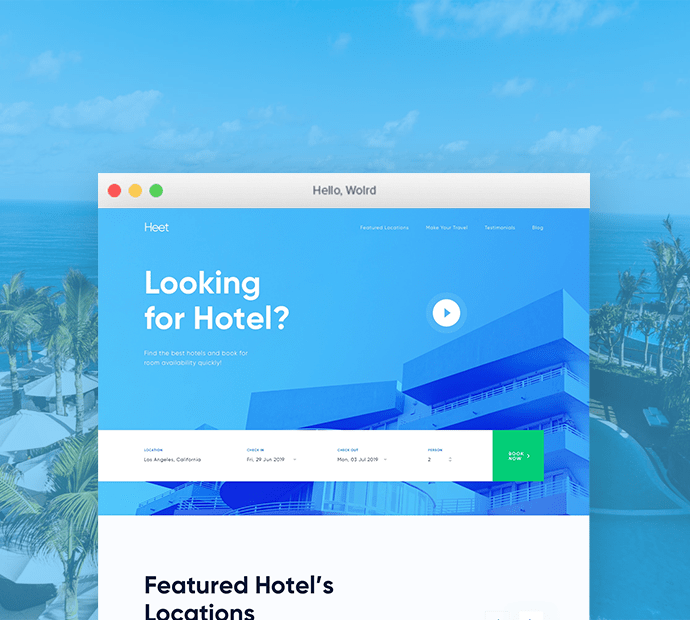 Hello, Wolrd
Heet
Featured Locations Make Your Travel Testimonials Blog
Looking
for Hotel?
Find the best hotels and book for
room availability quickly!
LOCATION CHECK IN CHECK OUT PERSON
Los Angeles, California Fri, 29 Jun 2019 Mon, 03 Jul 2019 2
BOOK
NOW
Featured Hotel's
Locations